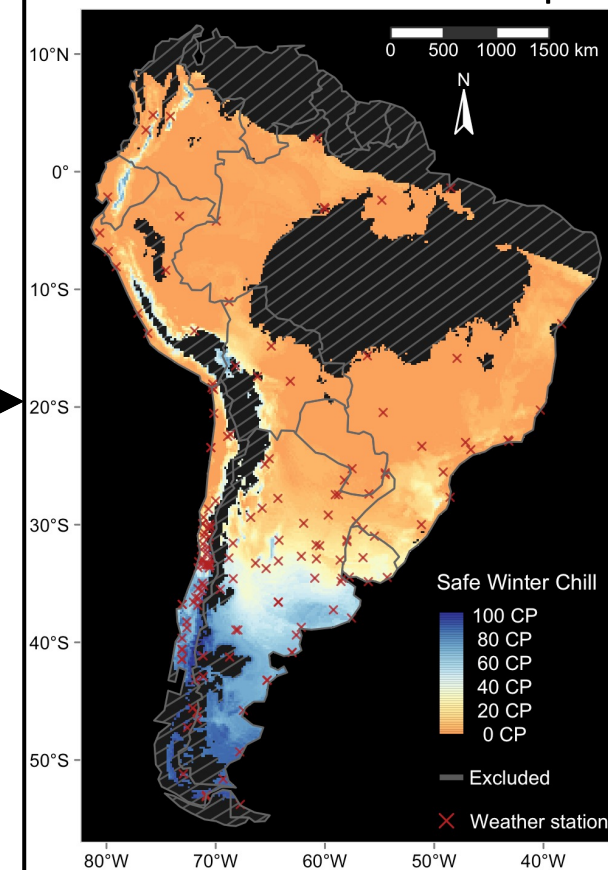 0 500 1000 1500 km
N
10°N
0°
10°S
20°S
30°S
40°S
50°S
Safe Winter Chill
100 CP
80 CP
60 CP
40 CP
20 CP
0 CP
Excluded
Weather station
80°W 70°W 60°W 50°W 40°W